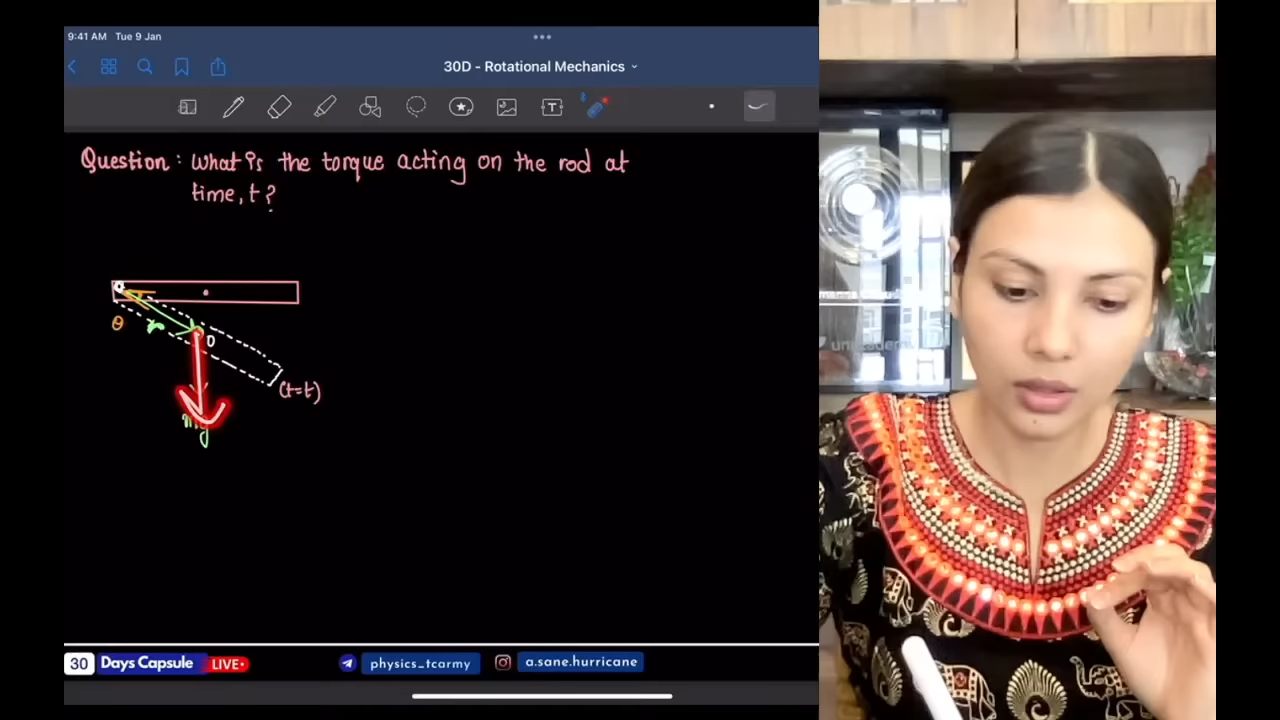 9:41 AM Tue 9 Jan
30D - Rotational Mechanics
T
Question: What is the torque acting on the rod at
time, t?
θ
r
(t=t)
mg
30 Days Capsule LIVE
physics_tcarmy
a.sane.hurricane